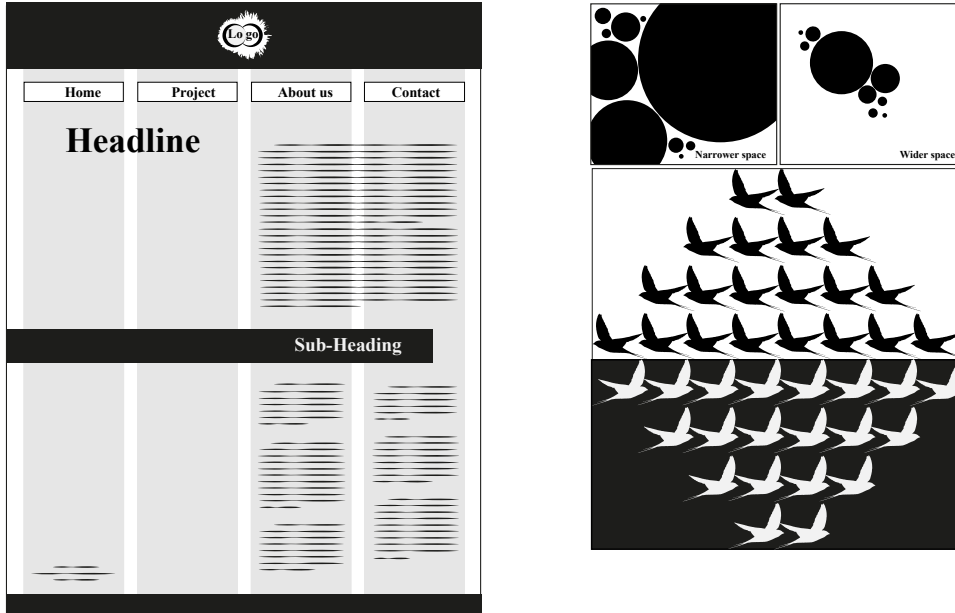 Lo go
Home
Project
About us
Contact
Headline
Sub-Heading
Narrower space
Wider space